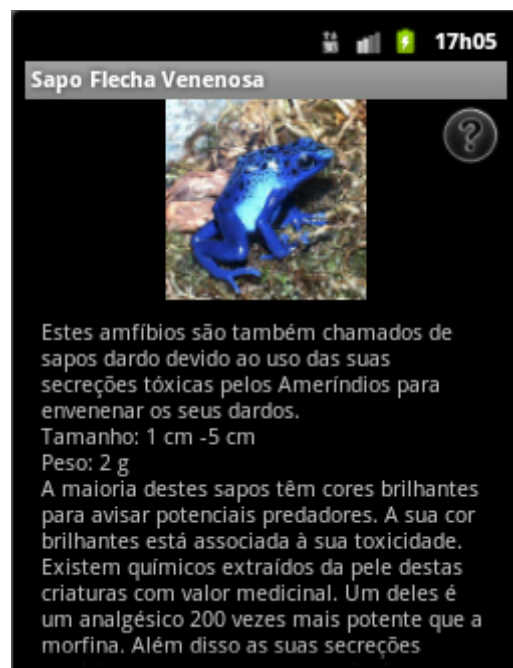 17h05
Sapo Flecha Venenosa
?
Estes amfíbios são também chamados de
sapos dardo devido ao uso das suas
secreções tóxicas pelos Ameríndios para
envenenar os seus dardos.
Tamanho: 1 cm -5 cm
Peso: 2 g
A maioria destes sapos têm cores brilhantes
para avisar potenciais predadores. A sua cor
brilhantes está associada à sua toxicidade.
Existem químicos extraídos da pele destas
criaturas com valor medicinal. Um deles é
um analgésico 200 vezes mais potente que a
morfina. Além disso as suas secreções